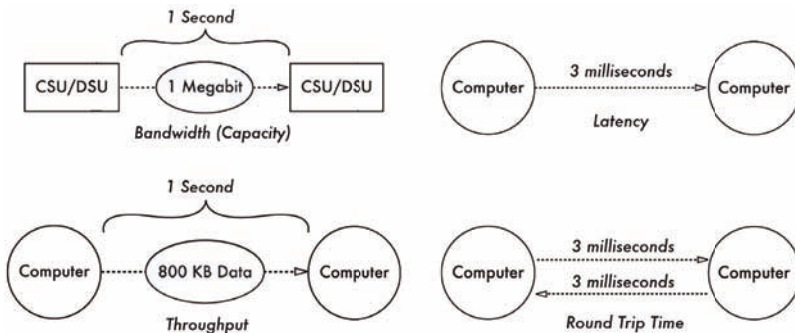 1 Second
CSU/DSU
1 Megabit
CSU/DSU
Bandwidth (Capacity)
Computer
3 milliseconds
Computer
Latency
1 Second
Computer
800 KB Data
Computer
Throughput
Computer
3 milliseconds
3 milliseconds
Computer
Round Trip Time